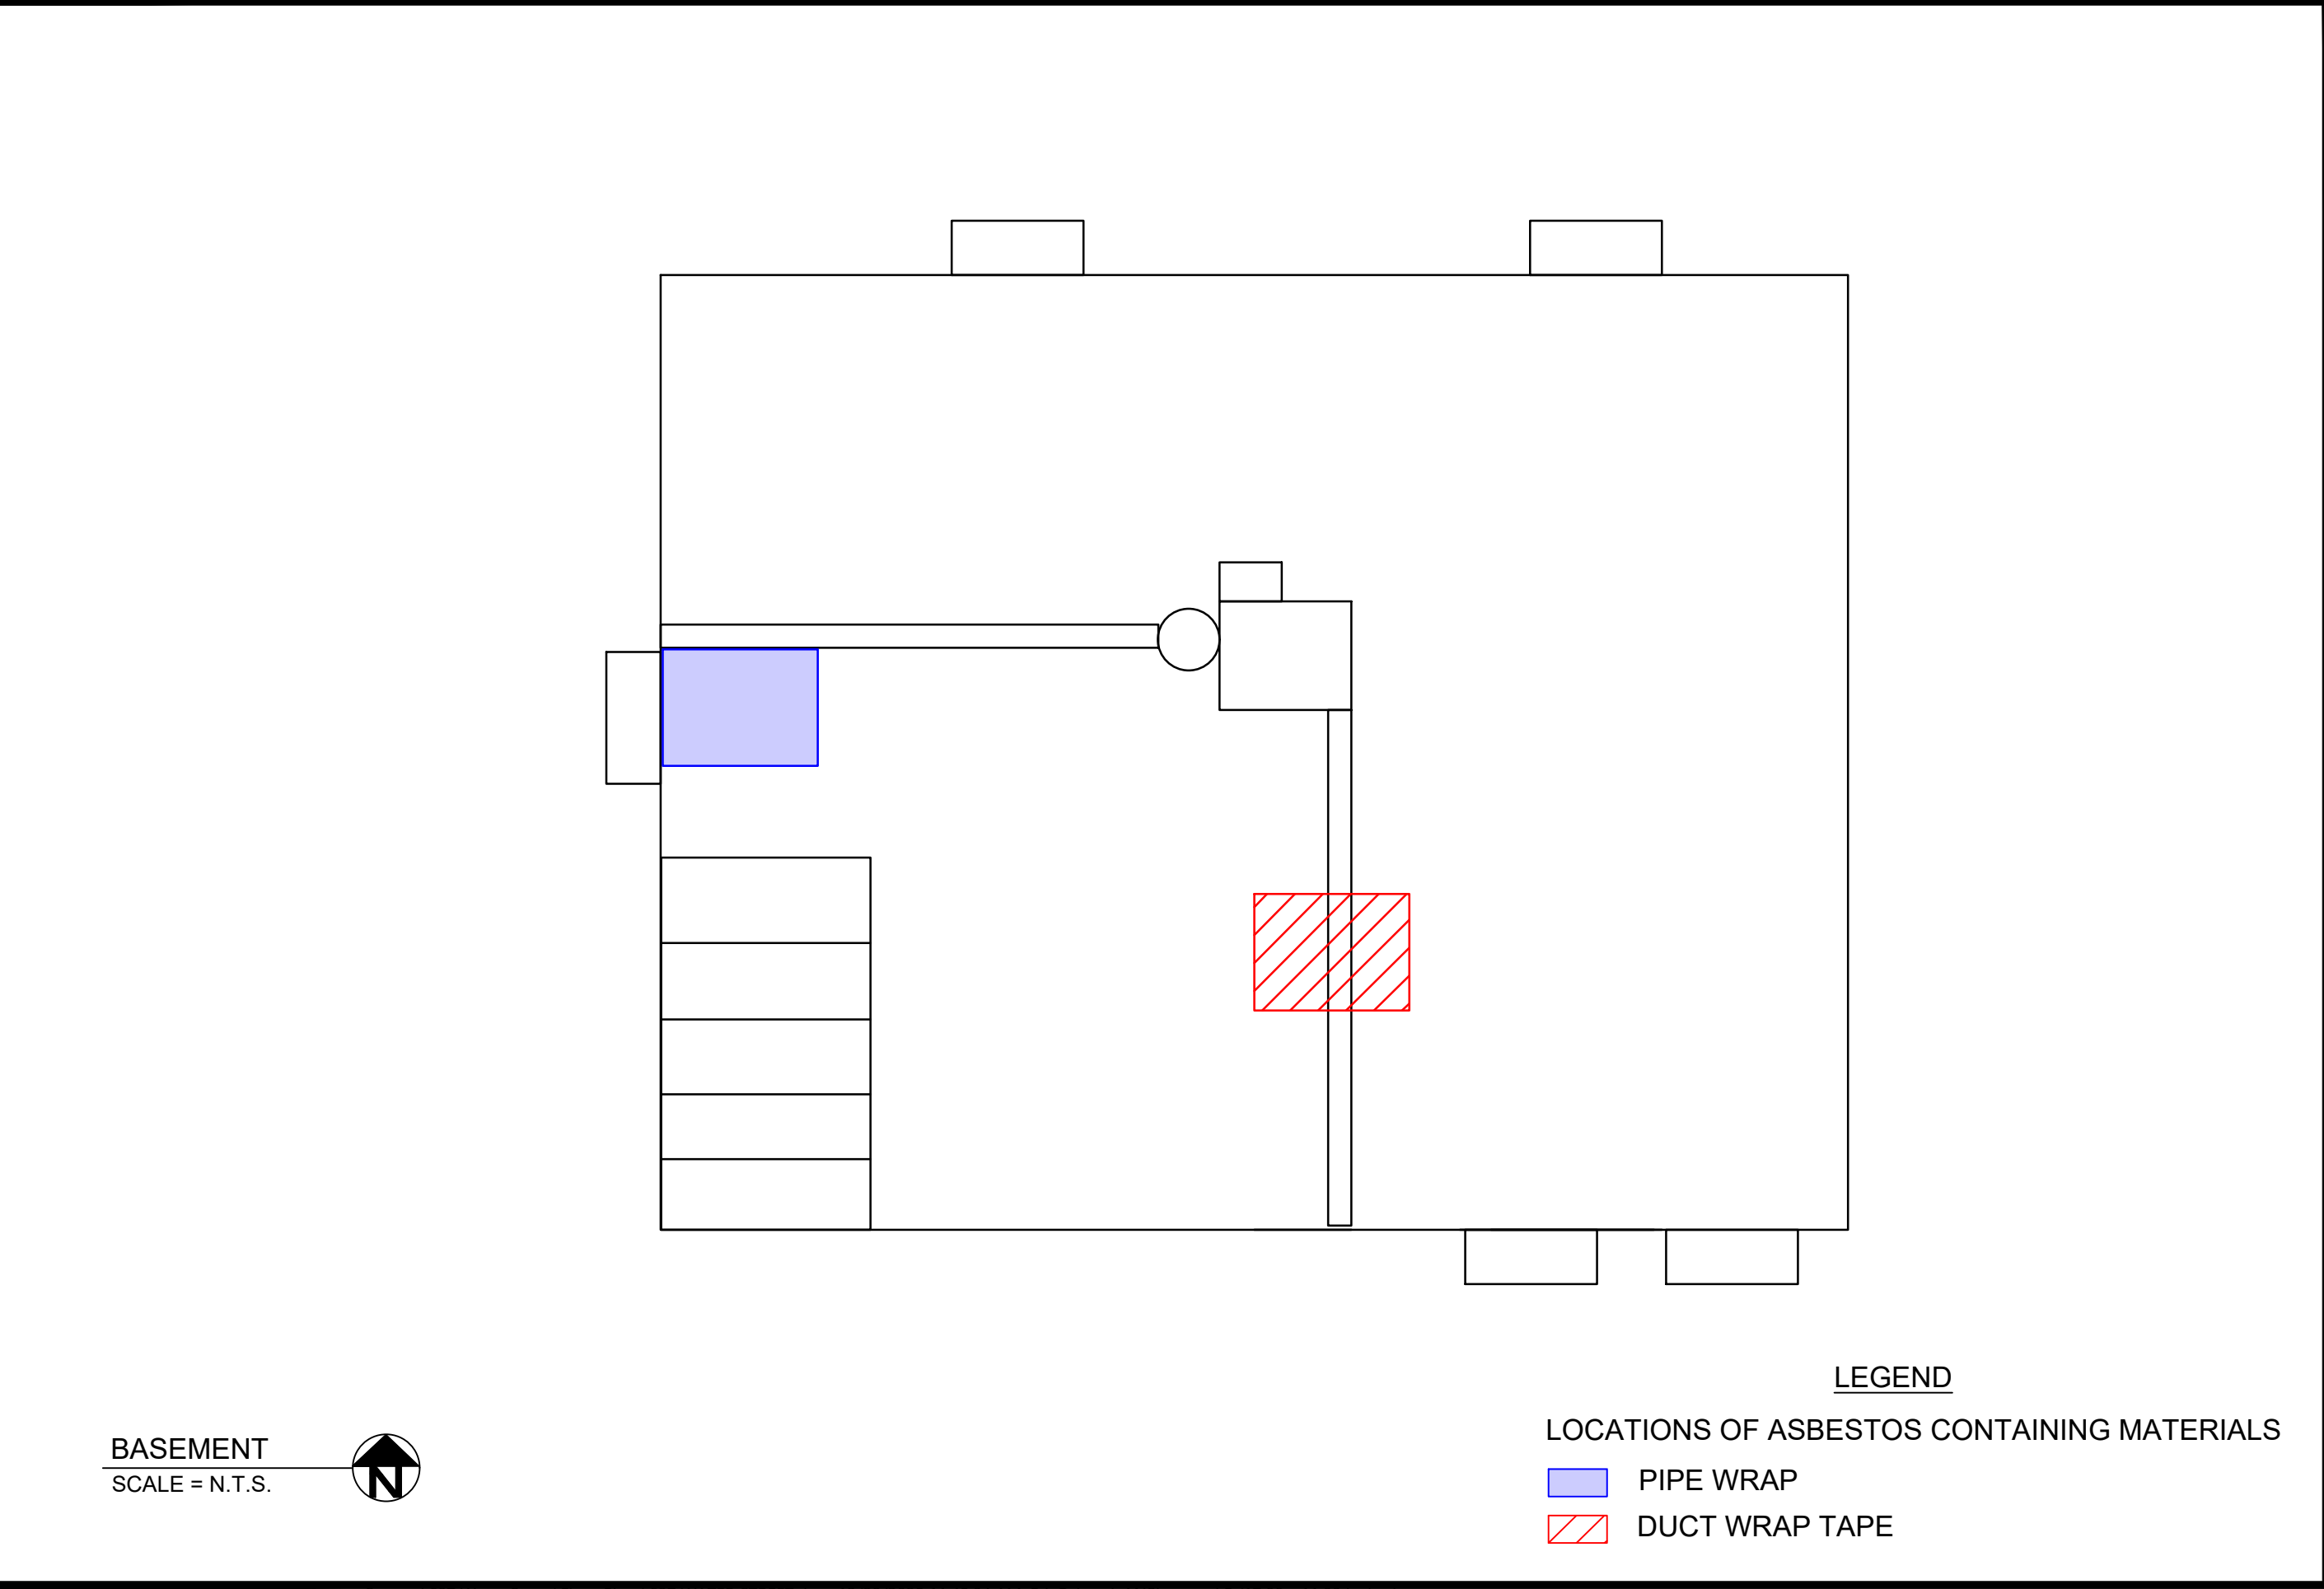 LEGEND
LOCATIONS OF ASBESTOS CONTAINING MATERIALS
PIPE WRAP
DUCT WRAP TAPE
BASEMENT
SCALE = N.T.S.
N